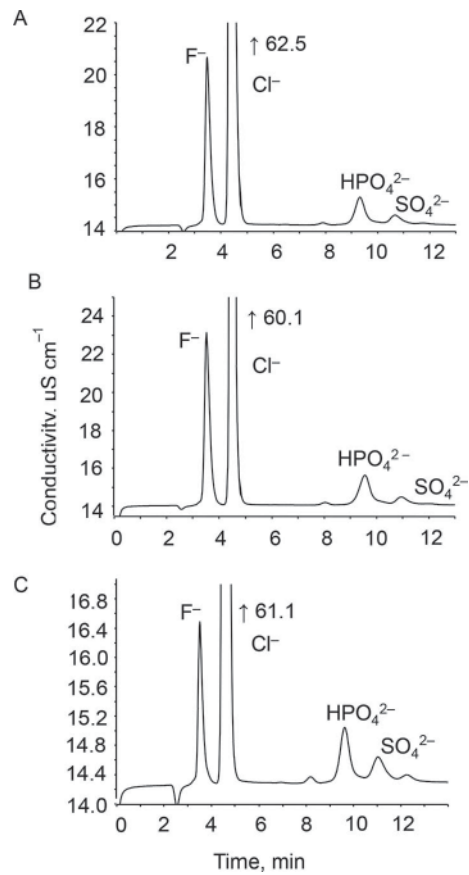 A
22
20
18
16
14
F⁻
↑ 62.5
Cl⁻
HPO₄²⁻
SO₄²⁻
2 4 6 8 10 12
B
24
22
20
18
16
14
F⁻
↑ 60.1
Cl⁻
HPO₄²⁻
SO₄²⁻
0 2 4 6 8 10 12
Conductivity. uS cm⁻¹
C
16.8
16.4
16.0
15.6
15.2
14.8
14.4
14.0
F⁻
↑ 61.1
Cl⁻
HPO₄²⁻
SO₄²⁻
0 2 4 6 8 10 12
Time, min